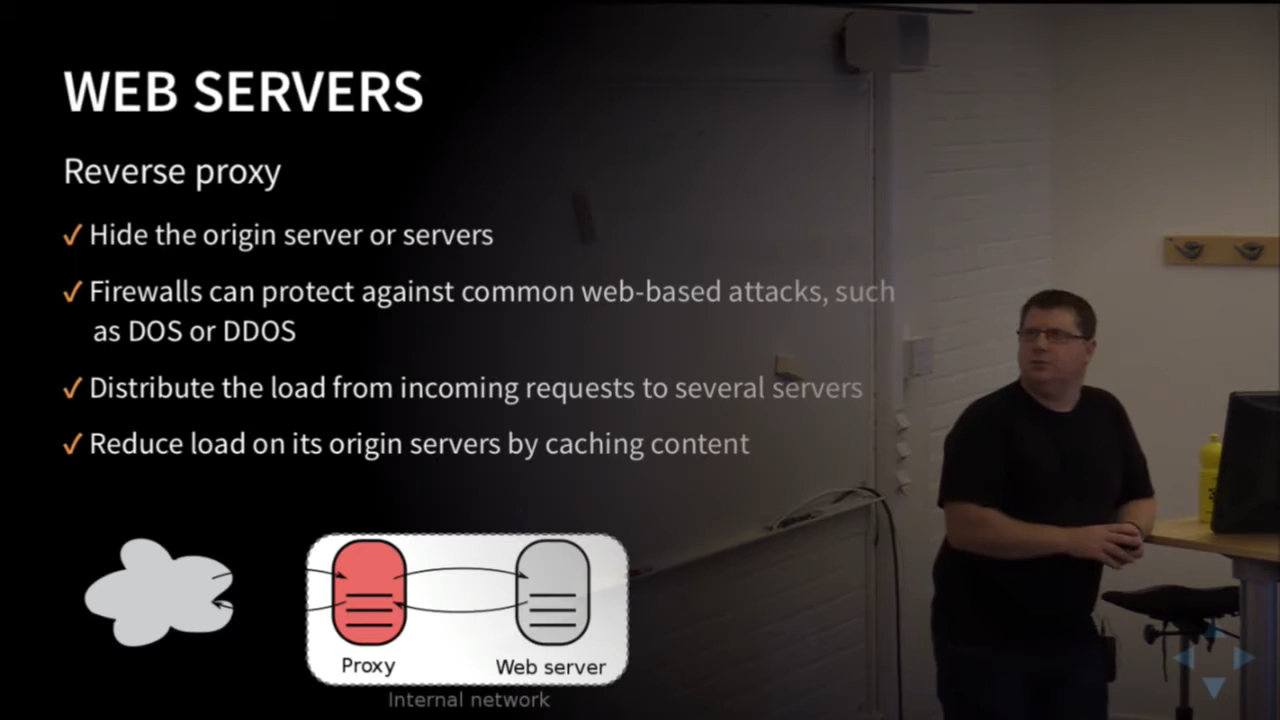 WEB SERVERS
Reverse proxy
✓ Hide the origin server or servers
✓ Firewalls can protect against common web-based attacks, such
as DOS or DDOS
✓ Distribute the load from incoming requests to several servers
✓ Reduce load on its origin servers by caching content
Proxy
Web server
Internal network